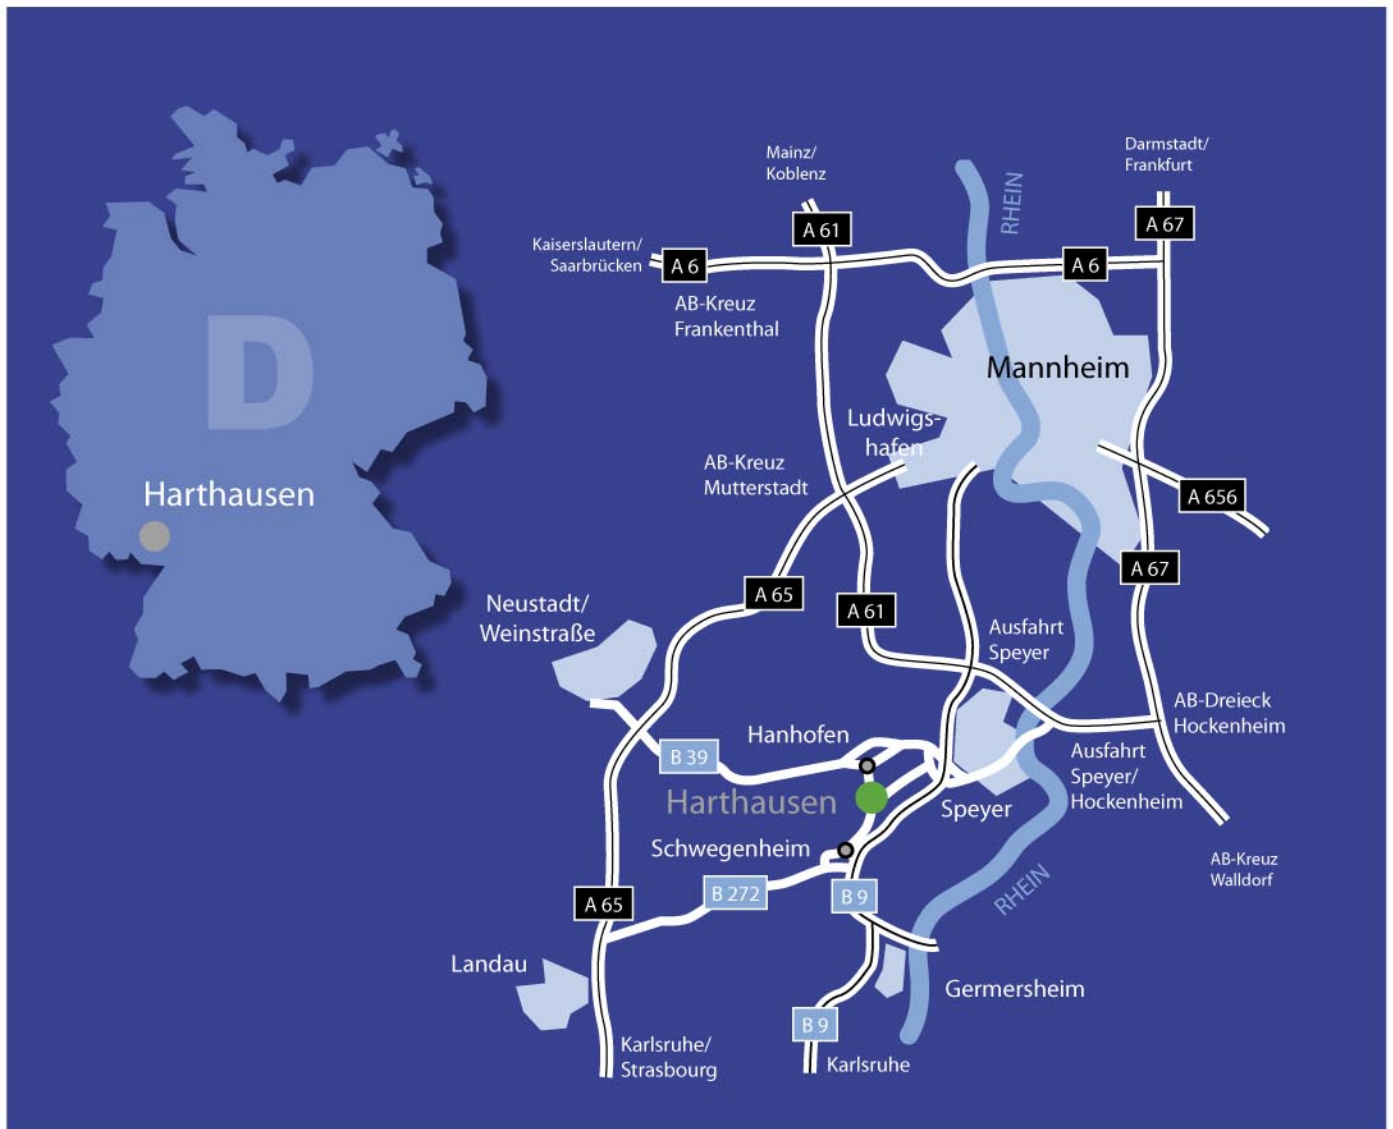 D
Harthausen
Mainz/
Koblenz
Darmstadt/
Frankfurt
RHEIN
A 61
A 67
Kaiserslautern/
Saarbrücken
A 6
A 6
AB-Kreuz
Frankenthal
Mannheim
Ludwigs-
hafen
AB-Kreuz
Mutterstadt
A 656
A 67
A 65
A 61
Neustadt/
Weinstraße
Ausfahrt
Speyer
AB-Dreieck
Hockenheim
Hanhofen
B 39
Ausfahrt
Speyer/
Hockenheim
Harthausen
Speyer
Schwegenheim
AB-Kreuz
Walldorf
B 272
B 9
RHEIN
A 65
Landau
Germersheim
B 9
Karlsruhe/
Strasbourg
Karlsruhe